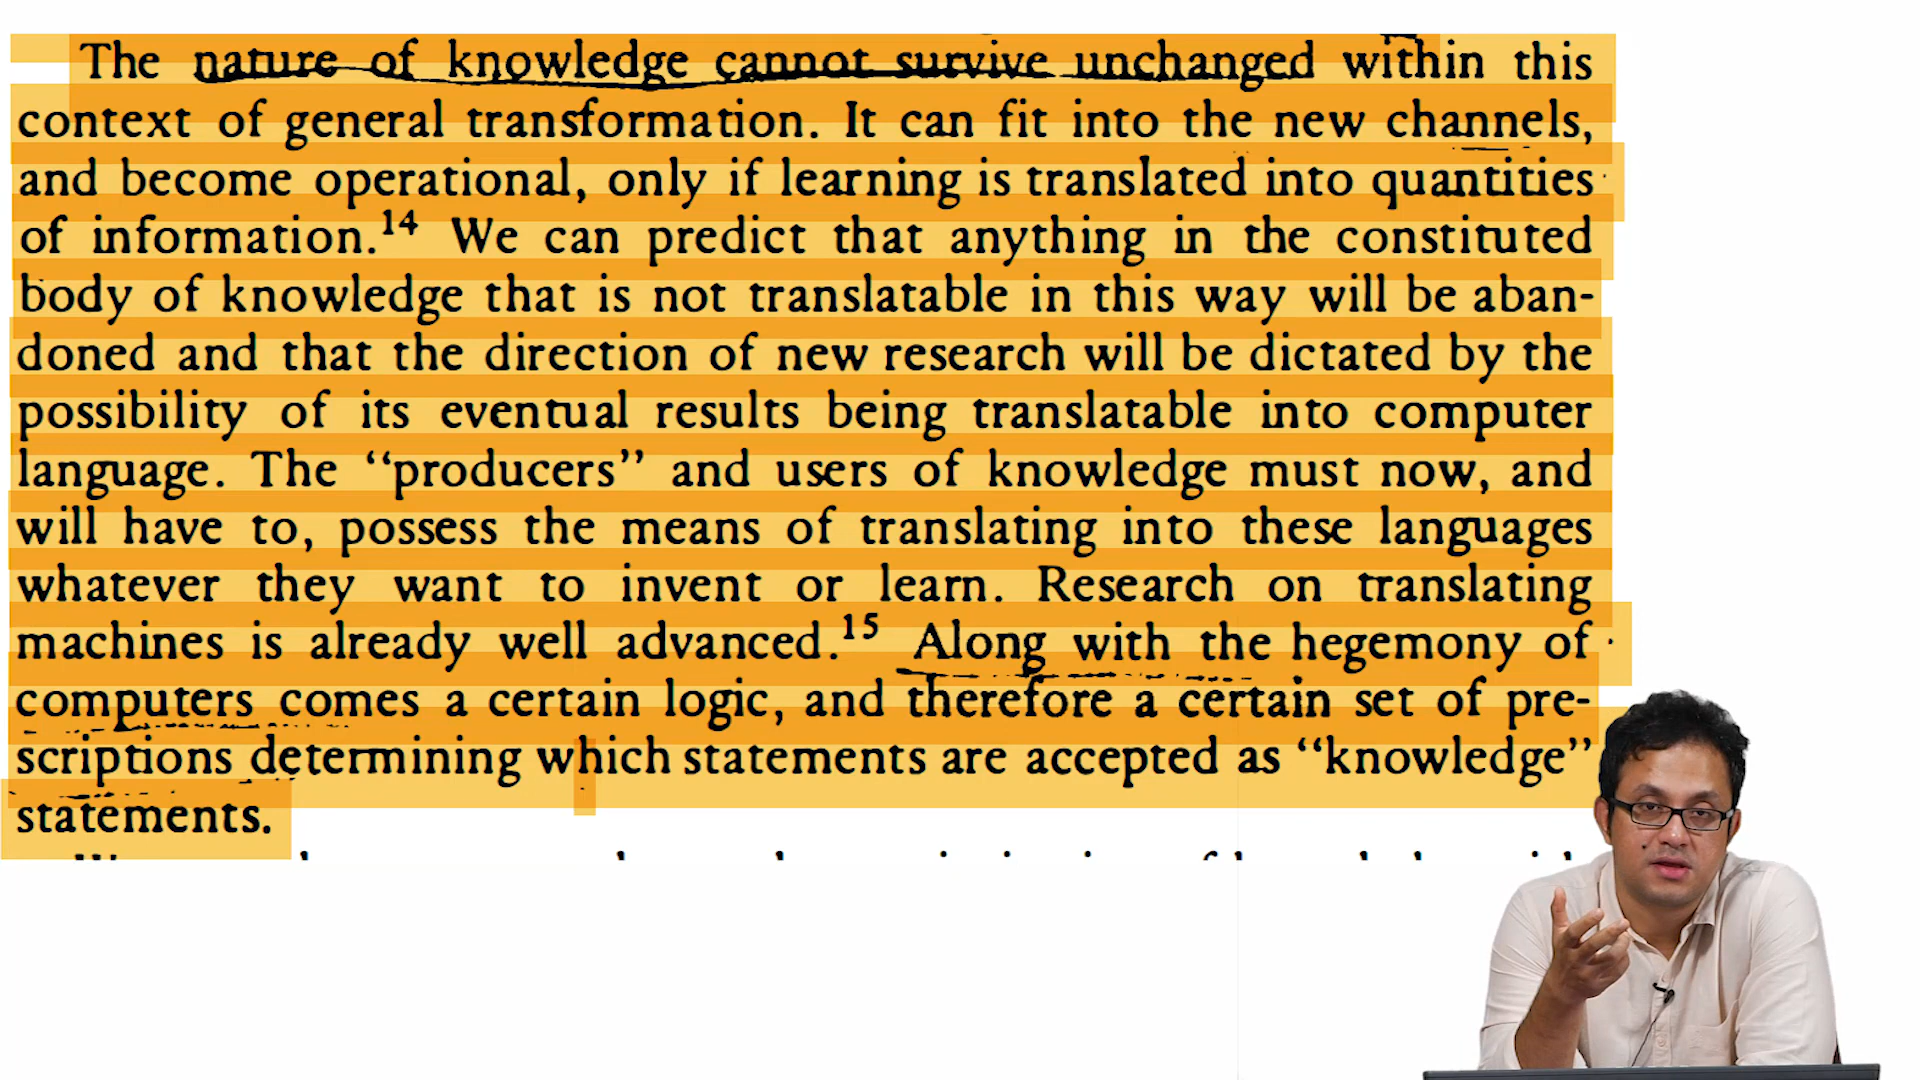 The nature of knowledge cannot survive unchanged within this
context of general transformation. It can fit into the new channels,
and become operational, only if learning is translated into quantities
of information.14 We can predict that anything in the constituted
body of knowledge that is not translatable in this way will be aban-
doned and that the direction of new research will be dictated by the
possibility of its eventual results being translatable into computer
language. The “producers” and users of knowledge must now, and
will have to, possess the means of translating into these languages
whatever they want to invent or learn. Research on translating
machines is already well advanced.15 Along with the hegemony of
computers comes a certain logic, and therefore a certain set of pre-
scriptions determining which statements are accepted as “knowledge”
statements.